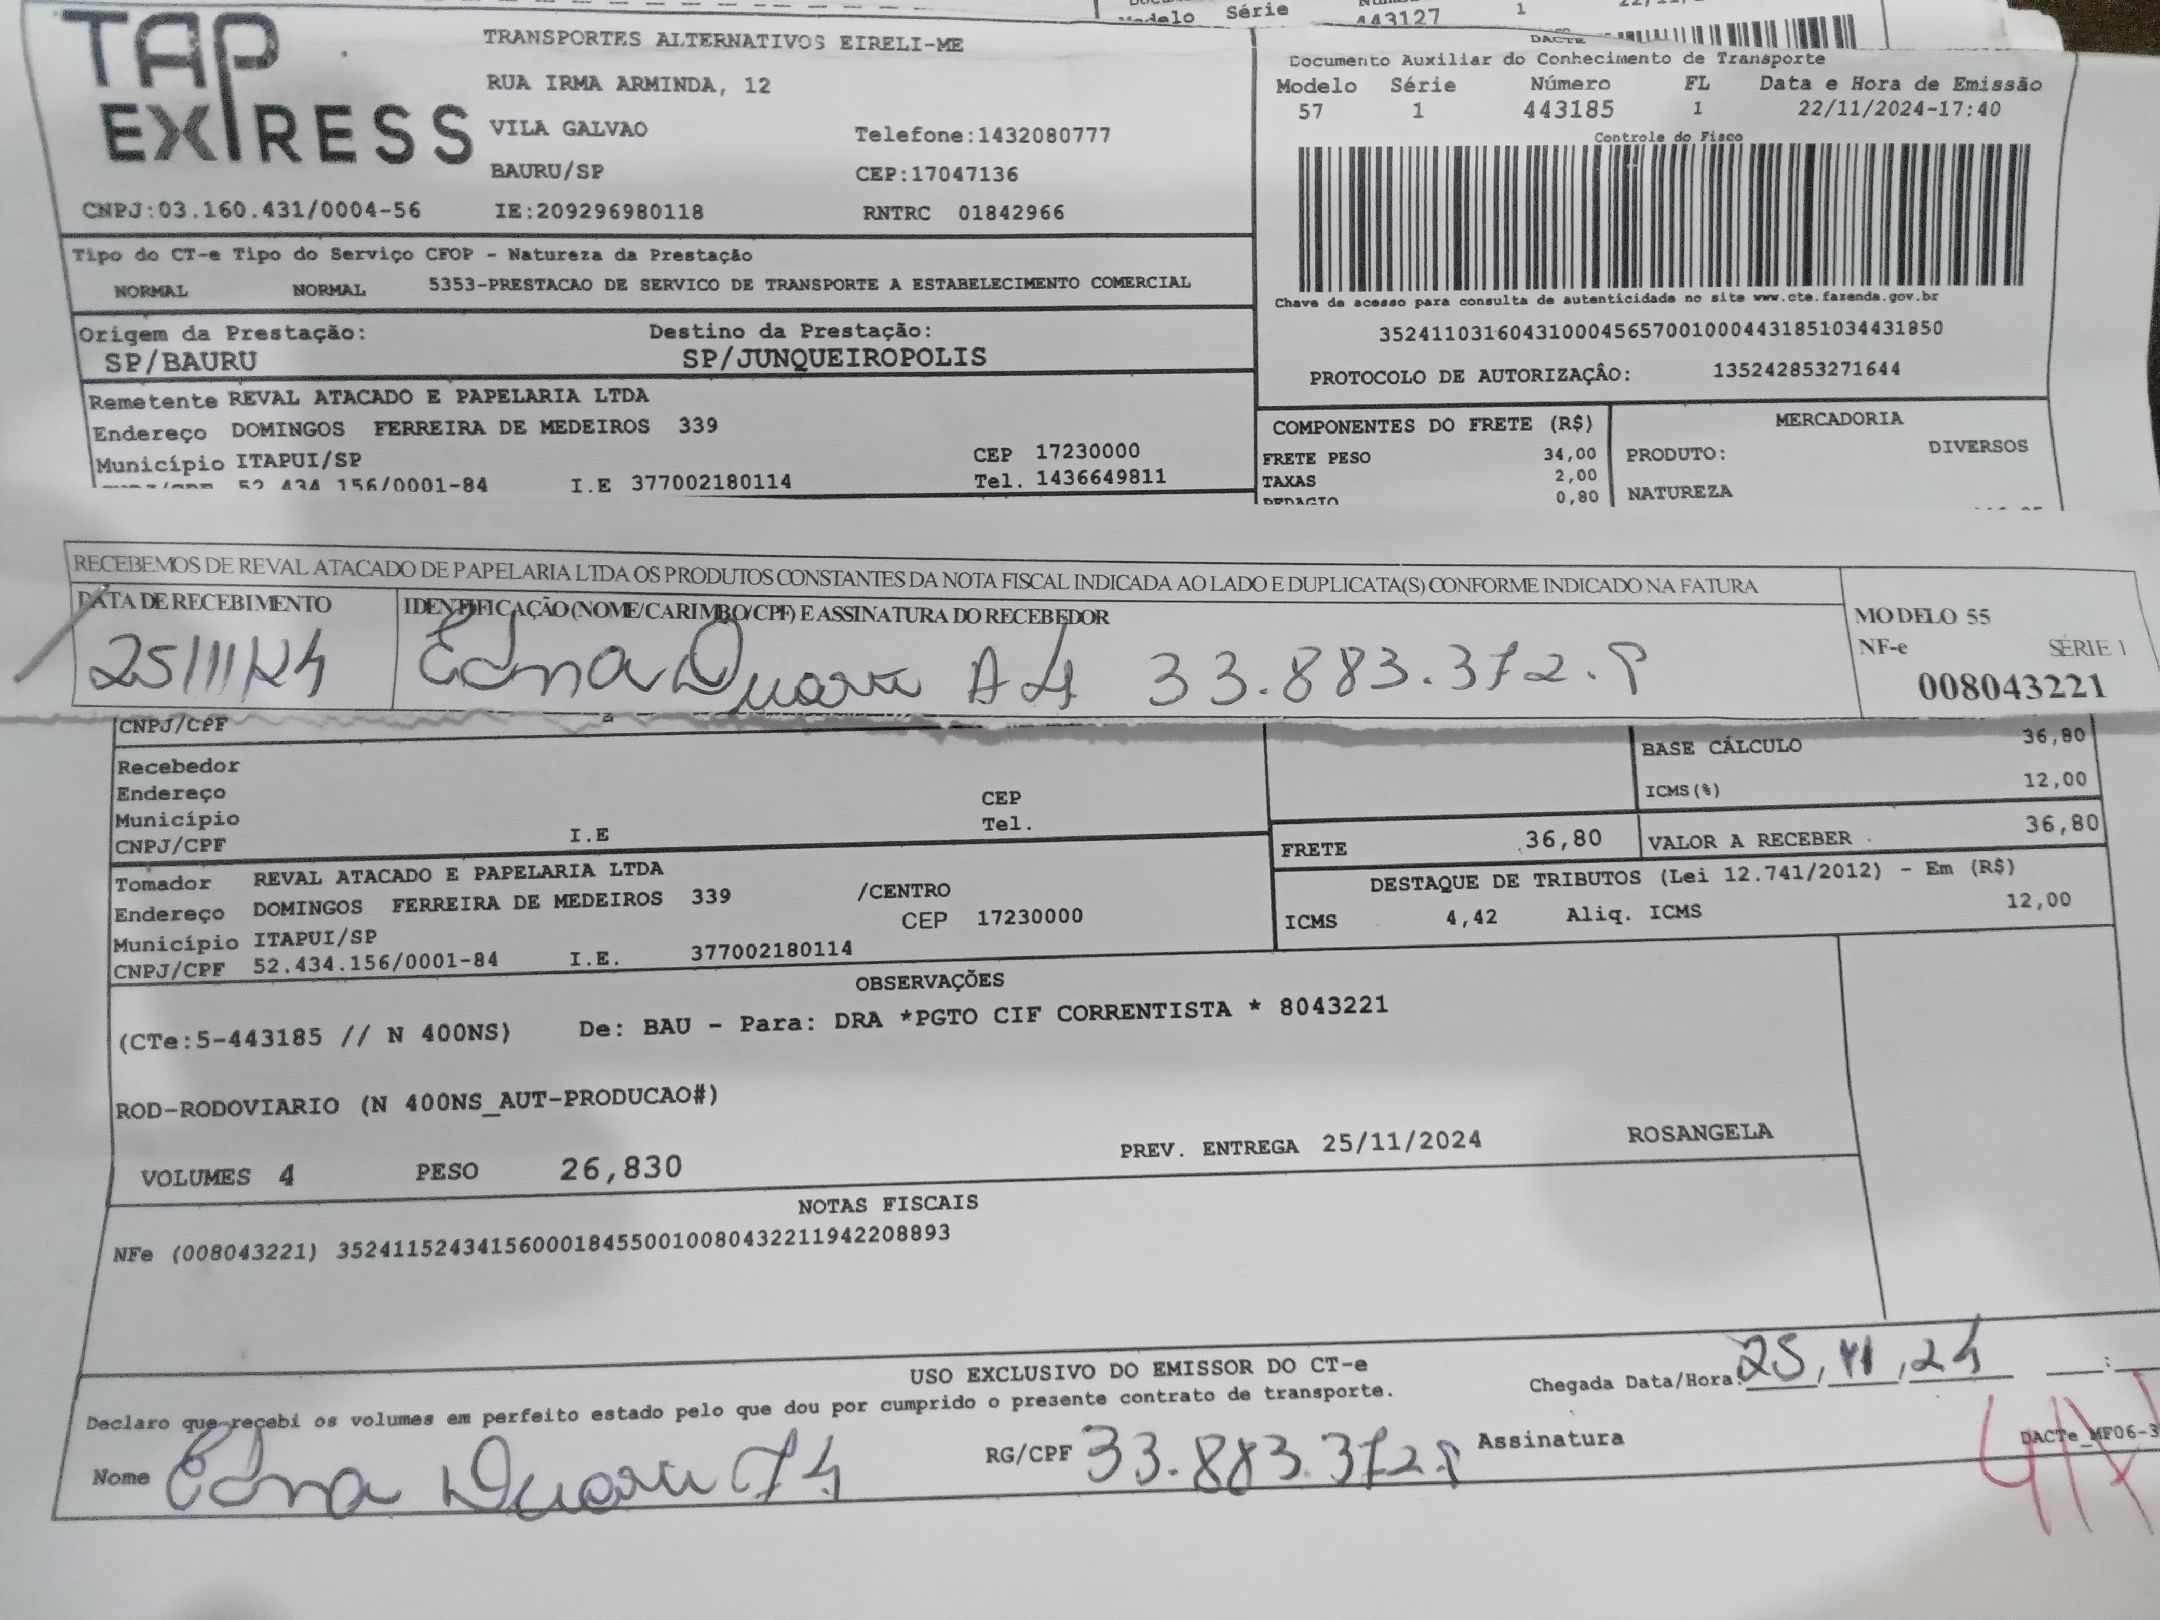 Modelo Série 443127 1
TAP EXPRESS
TRANSPORTES ALTERNATIVOS EIRELI-ME
RUA IRMA ARMINDA, 12
VILA GALVAO Telefone:1432080777
BAURU/SP CEP:17047136
CNPJ:03.160.431/0004-56 IE:209296980118 RNTRC 01842966
DACTE
Documento Auxiliar do Conhecimento de Transporte
Modelo Série Número FL Data e Hora de Emissão
57 1 443185 1 22/11/2024-17:40
Controle do Fisco
Chave de acesso para consulta de autenticidade no site www.cte.fazenda.gov.br
35241103160431000456570010004431851034431850
PROTOCOLO DE AUTORIZAÇÃO: 135242853271644
Tipo do CT-e Tipo do Serviço CFOP - Natureza da Prestação
NORMAL NORMAL 5353-PRESTACAO DE SERVICO DE TRANSPORTE A ESTABELECIMENTO COMERCIAL
Origem da Prestação: Destino da Prestação:
SP/BAURU SP/JUNQUEIROPOLIS
Remetente REVAL ATACADO E PAPELARIA LTDA
Endereço DOMINGOS FERREIRA DE MEDEIROS 339
Município ITAPUI/SP CEP 17230000
52.434.156/0001-84 I.E 377002180114 Tel. 1436649811
COMPONENTES DO FRETE (R$) MERCADORIA
FRETE PESO 34,00 PRODUTO: DIVERSOS
TAXAS 2,00
PEDAGIO 0,80 NATUREZA
RECEBEMOS DE REVAL ATACADO DE PAPELARIA LTDA OS PRODUTOS CONSTANTES DA NOTA FISCAL INDICADA AO LADO E DUPLICATA(S) CONFORME INDICADO NA FATURA
DATA DE RECEBIMENTO IDENTIFICAÇÃO (NOME/CARIMBO/CPF) E ASSINATURA DO RECEBEDOR
25/11/24 Edna 33.883.372.
MODELO 55
NF-e SÉRIE 1
008043221
CNPJ/CPF
Recebedor
Endereço CEP
Município Tel.
CNPJ/CPF I.E
BASE CÁLCULO 36,80
ICMS(%) 12,00
FRETE 36,80 VALOR A RECEBER 36,80
Tomador REVAL ATACADO E PAPELARIA LTDA
Endereço DOMINGOS FERREIRA DE MEDEIROS 339 /CENTRO
Município ITAPUI/SP CEP 17230000
CNPJ/CPF 52.434.156/0001-84 I.E. 377002180114
DESTAQUE DE TRIBUTOS (Lei 12.741/2012) - Em (R$)
ICMS 4,42 Aliq. ICMS 12,00
OBSERVAÇÕES
(CTe:5-443185 // N 400NS) De: BAU - Para: DRA *PGTO CIF CORRENTISTA * 8043221
ROD-RODOVIARIO (N 400NS_AUT-PRODUCAO#)
VOLUMES 4 PESO 26,830 PREV. ENTREGA 25/11/2024 ROSANGELA
NOTAS FISCAIS
NFe (008043221) 35241152434156000184550010080432211942208893
USO EXCLUSIVO DO EMISSOR DO CT-e
Declaro que recebi os volumes em perfeito estado pelo que dou por cumprido o presente contrato de transporte.
Chegada Data/Hora: 25,11,24 :
Nome Edna RG/CPF 33.883.372 Assinatura
DACTe_MF06-3